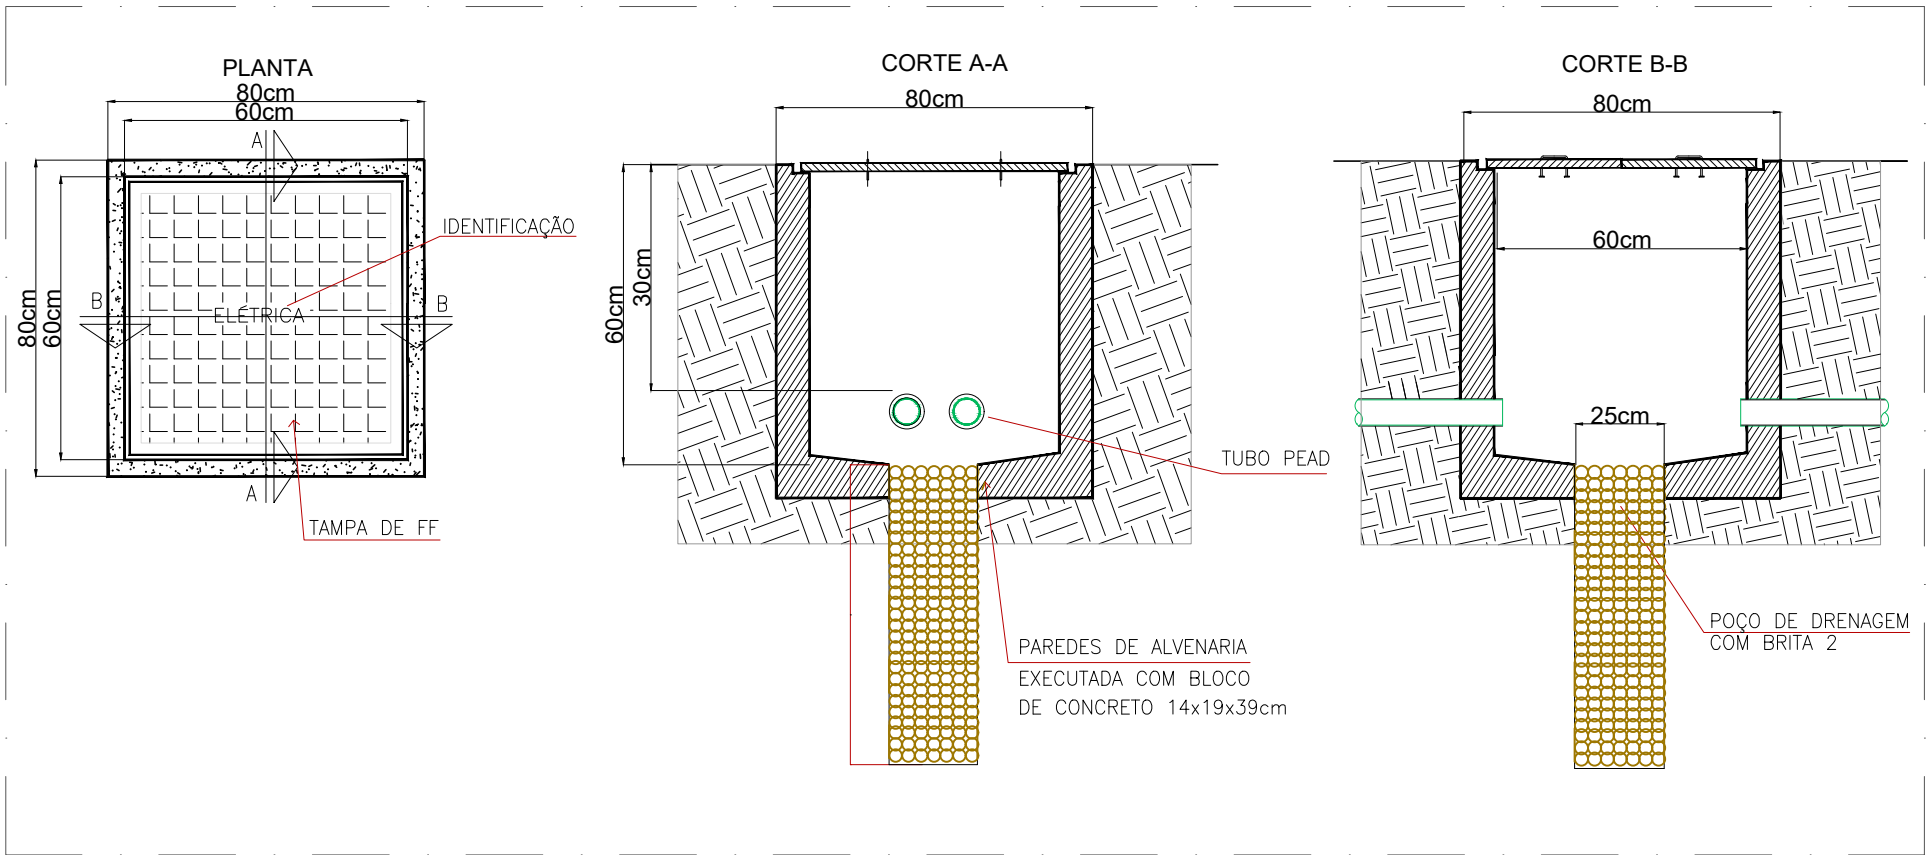 PLANTA
80cm
60cm
A
IDENTIFICAÇÃO
80cm
60cm
B
B
ELÉTRICA
A
TAMPA DE FF
CORTE A-A
80cm
60cm
30cm
TUBO PEAD
PAREDES DE ALVENARIA
EXECUTADA COM BLOCO
DE CONCRETO 14x19x39cm
CORTE B-B
80cm
60cm
25cm
POÇO DE DRENAGEM
COM BRITA 2